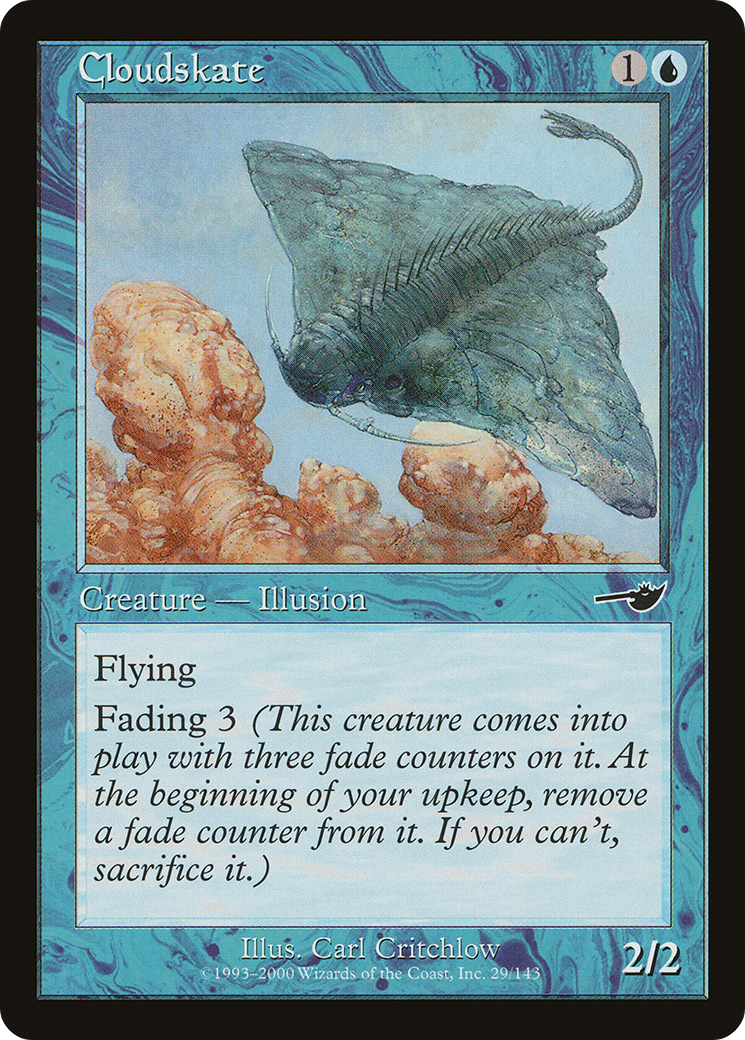 Cloudskate
1
Creature — Illusion
Flying
Fading 3 (This creature comes into
play with three fade counters on it. At
the beginning of your upkeep, remove
a fade counter from it. If you can't,
sacrifice it.)
Illus. Carl Critchlow
©1993–2000 Wizards of the Coast, Inc. 29/143
2/2